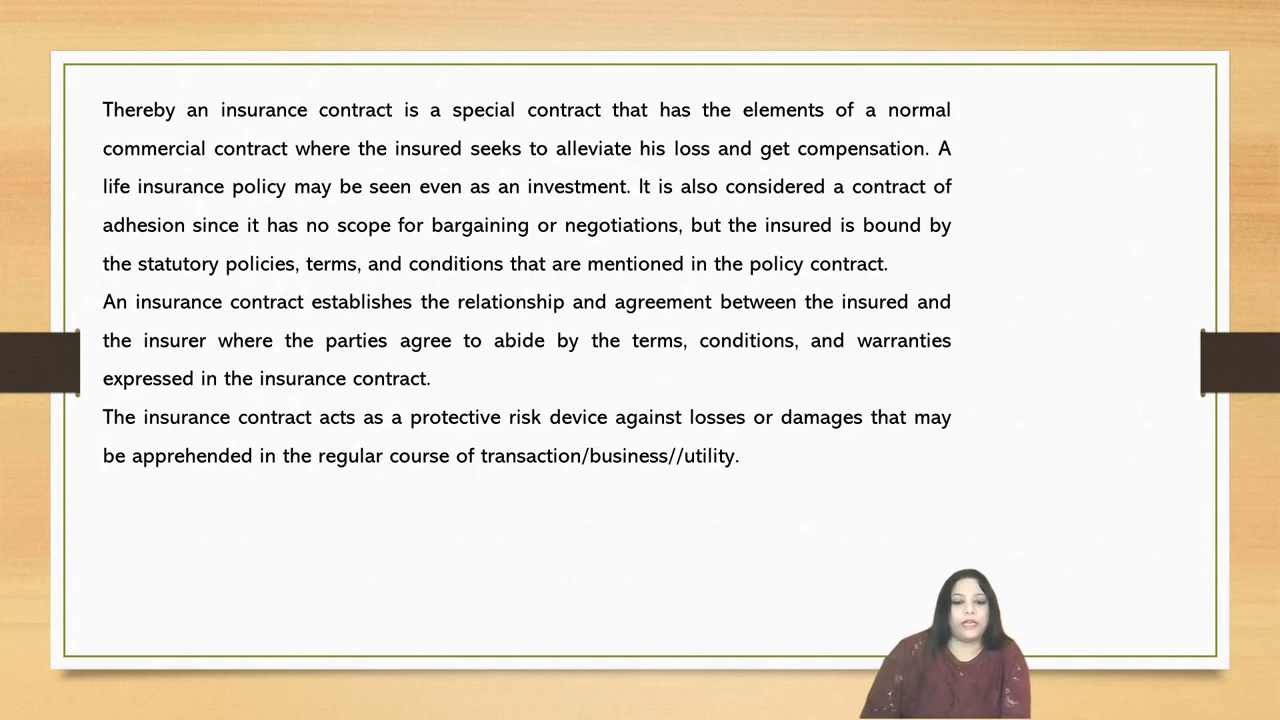 Thereby an insurance contract is a special contract that has the elements of a normal
commercial contract where the insured seeks to alleviate his loss and get compensation. A
life insurance policy may be seen even as an investment. It is also considered a contract of
adhesion since it has no scope for bargaining or negotiations, but the insured is bound by
the statutory policies, terms, and conditions that are mentioned in the policy contract.
An insurance contract establishes the relationship and agreement between the insured and
the insurer where the parties agree to abide by the terms, conditions, and warranties
expressed in the insurance contract.
The insurance contract acts as a protective risk device against losses or damages that may
be apprehended in the regular course of transaction/business//utility.